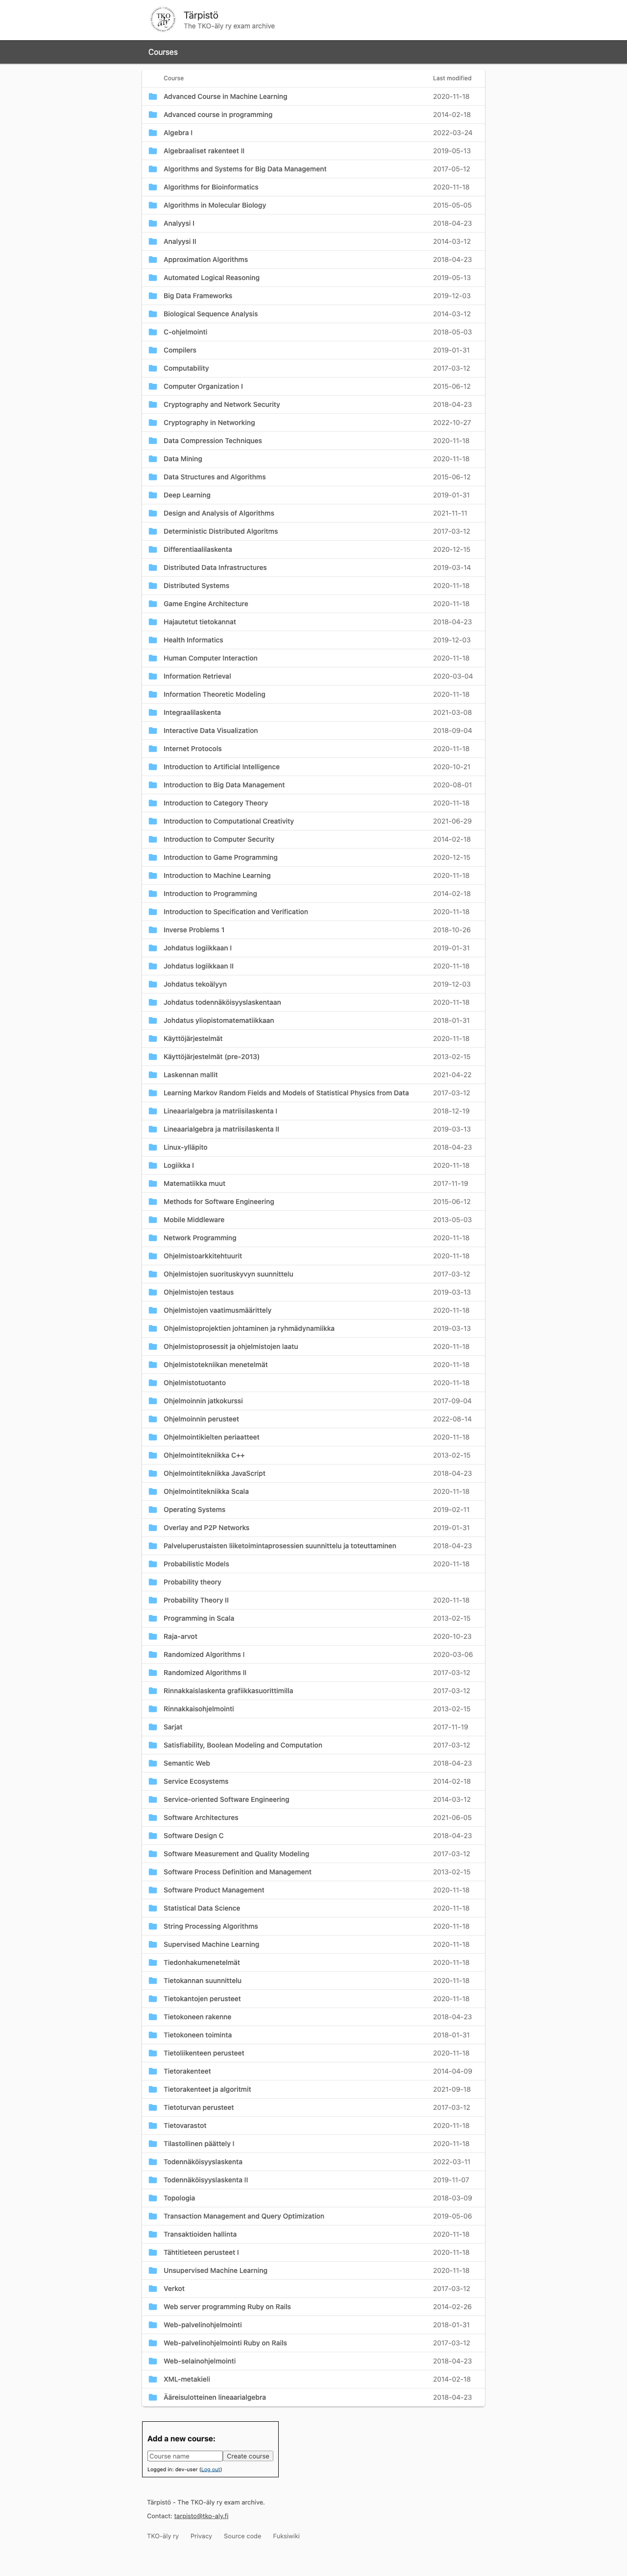 TKO
äly
Tärpistö
The TKO-äly ry exam archive
Courses
Course Last modified
Advanced Course in Machine Learning 2020-11-18
Advanced course in programming 2014-02-18
Algebra I 2022-03-24
Algebraaliset rakenteet II 2019-05-13
Algorithms and Systems for Big Data Management 2017-05-12
Algorithms for Bioinformatics 2020-11-18
Algorithms in Molecular Biology 2015-05-05
Analyysi I 2018-04-23
Analyysi II 2014-03-12
Approximation Algorithms 2018-04-23
Automated Logical Reasoning 2019-05-13
Big Data Frameworks 2019-12-03
Biological Sequence Analysis 2014-03-12
C-ohjelmointi 2018-05-03
Compilers 2019-01-31
Computability 2017-03-12
Computer Organization I 2015-06-12
Cryptography and Network Security 2018-04-23
Cryptography in Networking 2022-10-27
Data Compression Techniques 2020-11-18
Data Mining 2020-11-18
Data Structures and Algorithms 2015-06-12
Deep Learning 2019-01-31
Design and Analysis of Algorithms 2021-11-11
Deterministic Distributed Algoritms 2017-03-12
Differentiaalilaskenta 2020-12-15
Distributed Data Infrastructures 2019-03-14
Distributed Systems 2020-11-18
Game Engine Architecture 2020-11-18
Hajautetut tietokannat 2018-04-23
Health Informatics 2019-12-03
Human Computer Interaction 2020-11-18
Information Retrieval 2020-03-04
Information Theoretic Modeling 2020-11-18
Integraalilaskenta 2021-03-08
Interactive Data Visualization 2018-09-04
Internet Protocols 2020-11-18
Introduction to Artificial Intelligence 2020-10-21
Introduction to Big Data Management 2020-08-01
Introduction to Category Theory 2020-11-18
Introduction to Computational Creativity 2021-06-29
Introduction to Computer Security 2014-02-18
Introduction to Game Programming 2020-12-15
Introduction to Machine Learning 2020-11-18
Introduction to Programming 2014-02-18
Introduction to Specification and Verification 2020-11-18
Inverse Problems 1 2018-10-26
Johdatus logiikkaan I 2019-01-31
Johdatus logiikkaan II 2020-11-18
Johdatus tekoälyyn 2019-12-03
Johdatus todennäköisyyslaskentaan 2020-11-18
Johdatus yliopistomatematiikkaan 2018-01-31
Käyttöjärjestelmät 2020-11-18
Käyttöjärjestelmät (pre-2013) 2013-02-15
Laskennan mallit 2021-04-22
Learning Markov Random Fields and Models of Statistical Physics from Data 2017-03-12
Lineaarialgebra ja matriisilaskenta I 2018-12-19
Lineaarialgebra ja matriisilaskenta II 2019-03-13
Linux-ylläpito 2018-04-23
Logiikka I 2020-11-18
Matematiikka muut 2017-11-19
Methods for Software Engineering 2015-06-12
Mobile Middleware 2013-05-03
Network Programming 2020-11-18
Ohjelmistoarkkitehtuurit 2020-11-18
Ohjelmistojen suorituskyvyn suunnittelu 2017-03-12
Ohjelmistojen testaus 2019-03-13
Ohjelmistojen vaatimusmäärittely 2020-11-18
Ohjelmistoprojektien johtaminen ja ryhmädynamiikka 2019-03-13
Ohjelmistoprosessit ja ohjelmistojen laatu 2020-11-18
Ohjelmistotekniikan menetelmät 2020-11-18
Ohjelmistotuotanto 2020-11-18
Ohjelmoinnin jatkokurssi 2017-09-04
Ohjelmoinnin perusteet 2022-08-14
Ohjelmointikielten periaatteet 2020-11-18
Ohjelmointitekniikka C++ 2013-02-15
Ohjelmointitekniikka JavaScript 2018-04-23
Ohjelmointitekniikka Scala 2020-11-18
Operating Systems 2019-02-11
Overlay and P2P Networks 2019-01-31
Palveluperustaisten liiketoimintaprosessien suunnittelu ja toteuttaminen 2018-04-23
Probabilistic Models 2020-11-18
Probability theory
Probability Theory II 2020-11-18
Programming in Scala 2013-02-15
Raja-arvot 2020-10-23
Randomized Algorithms I 2020-03-06
Randomized Algorithms II 2017-03-12
Rinnakkaislaskenta grafiikkasuorittimilla 2017-03-12
Rinnakkaisohjelmointi 2013-02-15
Sarjat 2017-11-19
Satisfiability, Boolean Modeling and Computation 2017-03-12
Semantic Web 2018-04-23
Service Ecosystems 2014-02-18
Service-oriented Software Engineering 2014-03-12
Software Architectures 2021-06-05
Software Design C 2018-04-23
Software Measurement and Quality Modeling 2017-03-12
Software Process Definition and Management 2013-02-15
Software Product Management 2020-11-18
Statistical Data Science 2020-11-18
String Processing Algorithms 2020-11-18
Supervised Machine Learning 2020-11-18
Tiedonhakumenetelmät 2020-11-18
Tietokannan suunnittelu 2020-11-18
Tietokantojen perusteet 2020-11-18
Tietokoneen rakenne 2018-04-23
Tietokoneen toiminta 2018-01-31
Tietoliikenteen perusteet 2020-11-18
Tietorakenteet 2014-04-09
Tietorakenteet ja algoritmit 2021-09-18
Tietoturvan perusteet 2017-03-12
Tietovarastot 2020-11-18
Tilastollinen päättely I 2020-11-18
Todennäköisyyslaskenta 2022-03-11
Todennäköisyyslaskenta II 2019-11-07
Topologia 2018-03-09
Transaction Management and Query Optimization 2019-05-06
Transaktioiden hallinta 2020-11-18
Tähtitieteen perusteet I 2020-11-18
Unsupervised Machine Learning 2020-11-18
Verkot 2017-03-12
Web server programming Ruby on Rails 2014-02-26
Web-palvelinohjelmointi 2018-01-31
Web-palvelinohjelmointi Ruby on Rails 2017-03-12
Web-selainohjelmointi 2018-04-23
XML-metakieli 2014-02-18
Ääreisulotteinen lineaarialgebra 2018-04-23
Add a new course:
Course name Create course
Logged in: dev-user (Log out)
Tärpistö - The TKO-äly ry exam archive.
Contact: tarpisto@tko-aly.fi
TKO-äly ry Privacy Source code Fuksiwiki